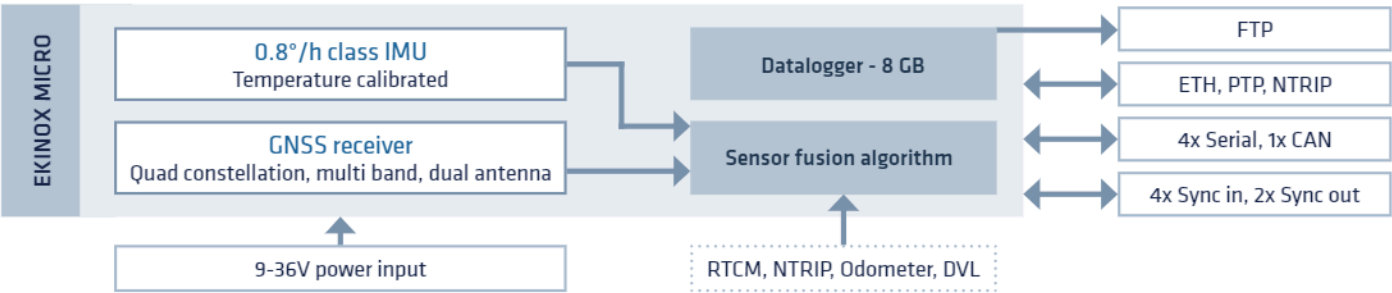 EKINOX MICRO
0.8°/h class IMU
Temperature calibrated
GNSS receiver
Quad constellation, multi band, dual antenna
9-36V power input
Datalogger - 8 GB
Sensor fusion algorithm
RTCM, NTRIP, Odometer, DVL
FTP
ETH, PTP, NTRIP
4x Serial, 1x CAN
4x Sync in, 2x Sync out